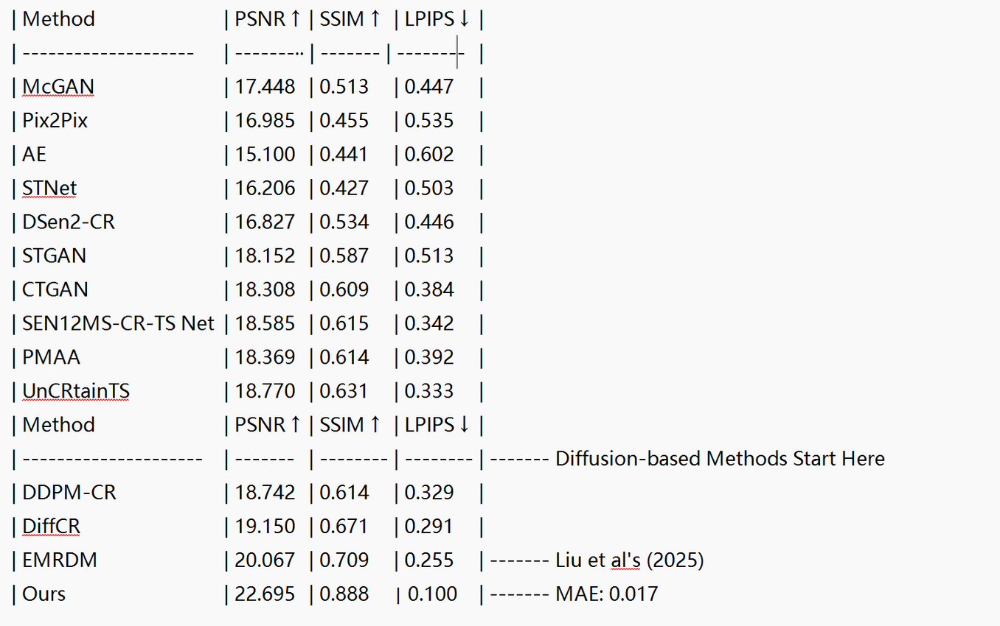 | Method | PSNR↑ | SSIM↑ | LPIPS↓ |
| -------------------- | -------·· | ------- | -------- |
| McGAN | 17.448 | 0.513 | 0.447 |
| Pix2Pix | 16.985 | 0.455 | 0.535 |
| AE | 15.100 | 0.441 | 0.602 |
| STNet | 16.206 | 0.427 | 0.503 |
| DSen2-CR | 16.827 | 0.534 | 0.446 |
| STGAN | 18.152 | 0.587 | 0.513 |
| CTGAN | 18.308 | 0.609 | 0.384 |
| SEN12MS-CR-TS Net | 18.585 | 0.615 | 0.342 |
| PMAA | 18.369 | 0.614 | 0.392 |
| UnCRtainTS | 18.770 | 0.631 | 0.333 |
| Method | PSNR↑ | SSIM↑ | LPIPS↓ |
| --------------------- | ------- | -------- | -------- | ------- Diffusion-based Methods Start Here
| DDPM-CR | 18.742 | 0.614 | 0.329 |
| DiffCR | 19.150 | 0.671 | 0.291 |
| EMRDM | 20.067 | 0.709 | 0.255 | ------- Liu et al's (2025)
| Ours | 22.695 | 0.888 | 0.100 | ------- MAE: 0.017